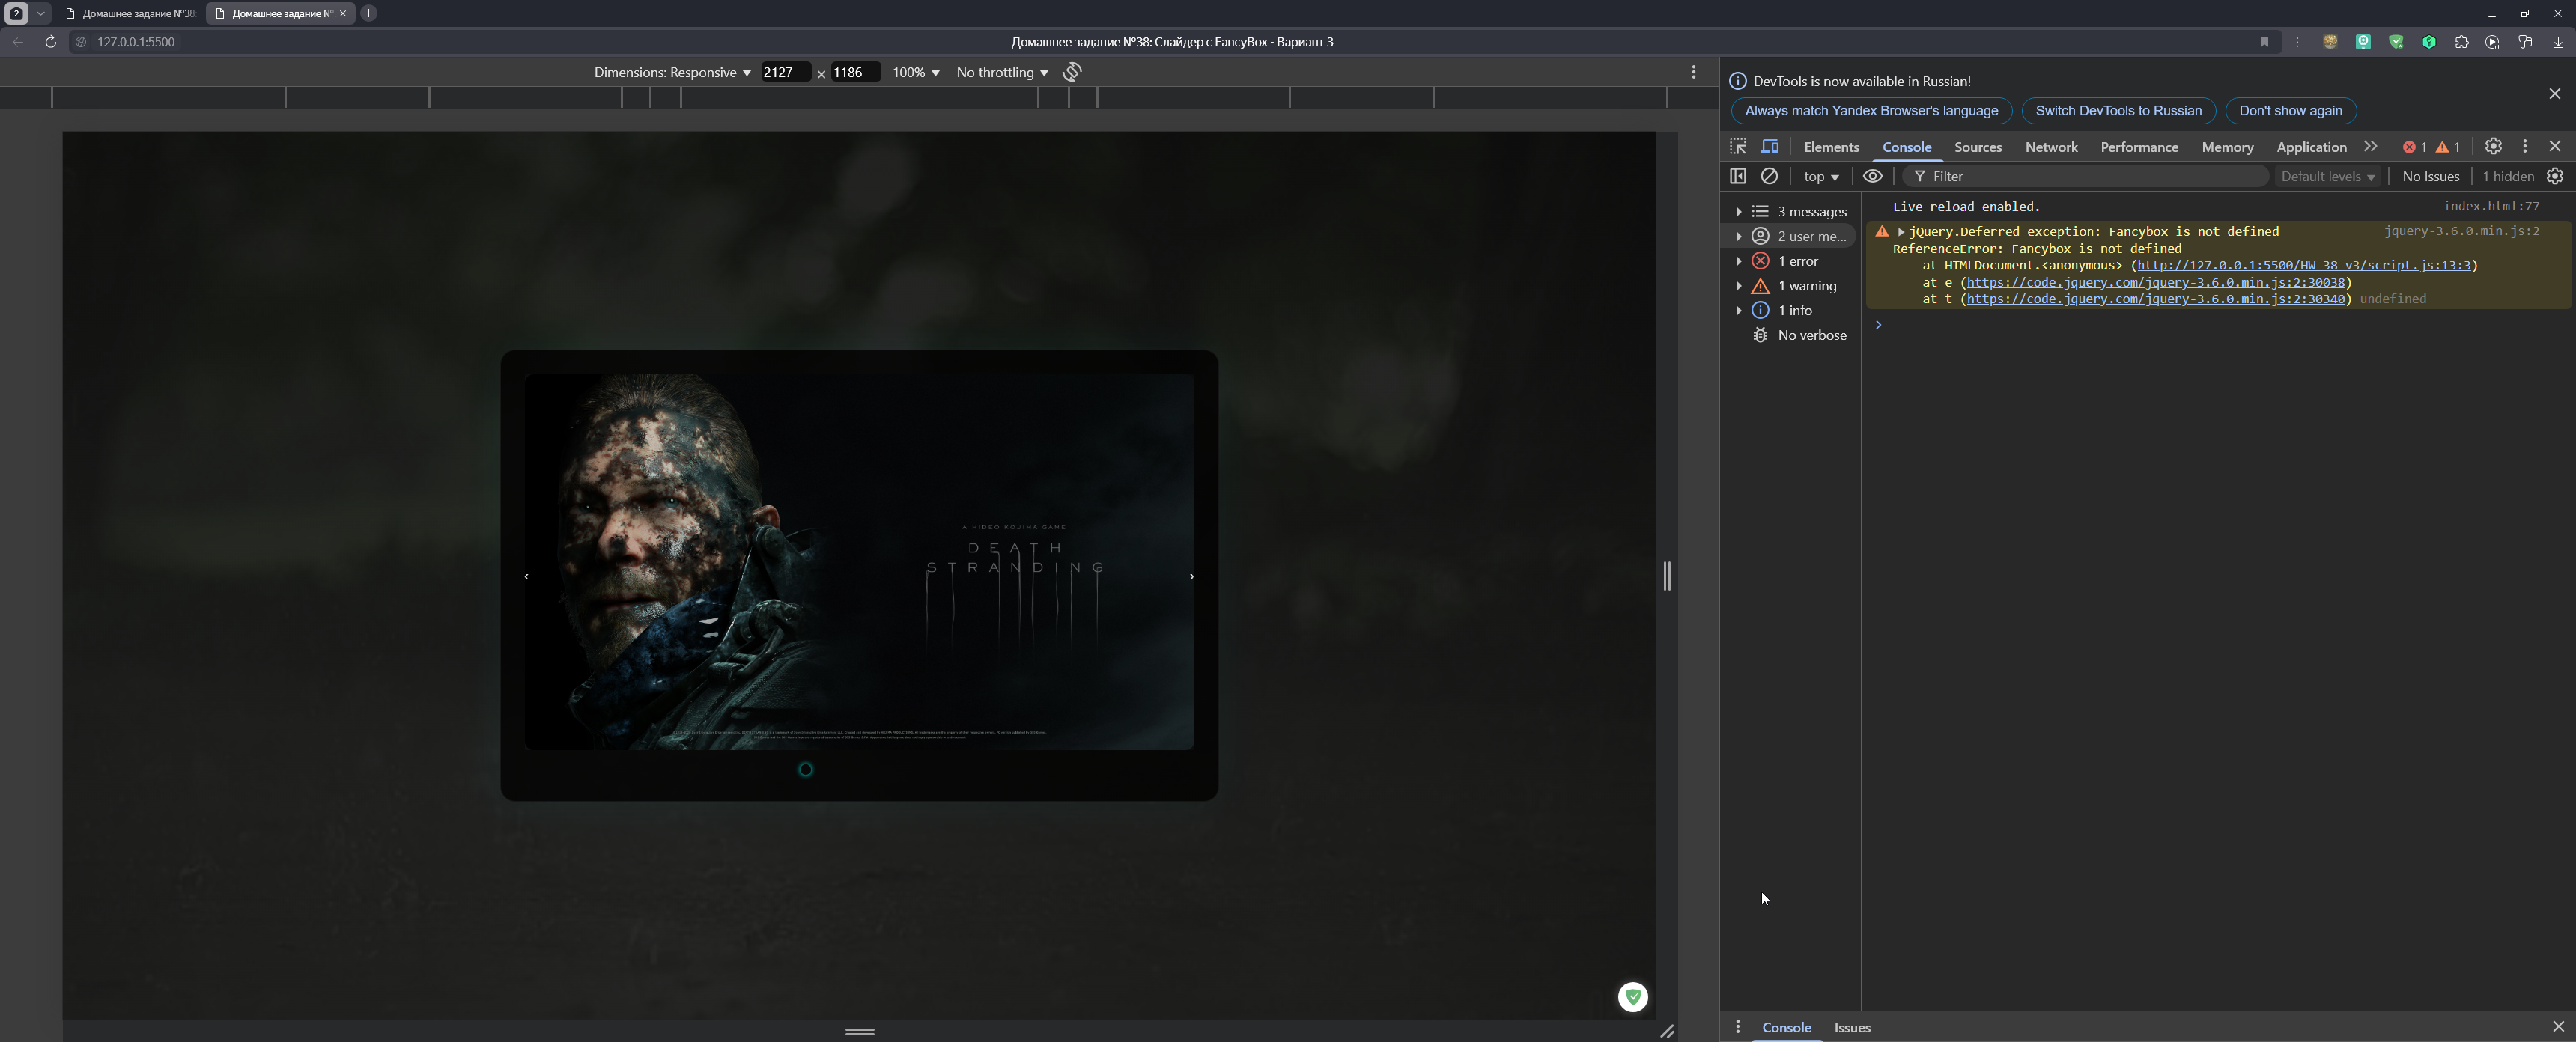 2
Домашнее задание №38:
Домашнее задание №
127.0.0.1:5500
Домашнее задание №38: Слайдер с FancyBox - Вариант 3
Dimensions: Responsive
2127
x
1186
100%
No throttling
A HIDEO KOJIMA GAME
DEATH
STRANDING
DevTools is now available in Russian!
Always match Yandex Browser's language
Switch DevTools to Russian
Don't show again
Elements
Console
Sources
Network
Performance
Memory
Application
1
1
top
Filter
Default levels
No Issues
1 hidden
3 messages
2 user me...
1 error
1 warning
1 info
No verbose
Live reload enabled.
index.html:77
jQuery.Deferred exception: Fancybox is not defined
jquery-3.6.0.min.js:2
ReferenceError: Fancybox is not defined
at HTMLDocument.<anonymous> (http://127.0.0.1:5500/HW_38_v3/script.js:13:3)
at e (https://code.jquery.com/jquery-3.6.0.min.js:2:30038)
at t (https://code.jquery.com/jquery-3.6.0.min.js:2:30340) undefined
Console
Issues